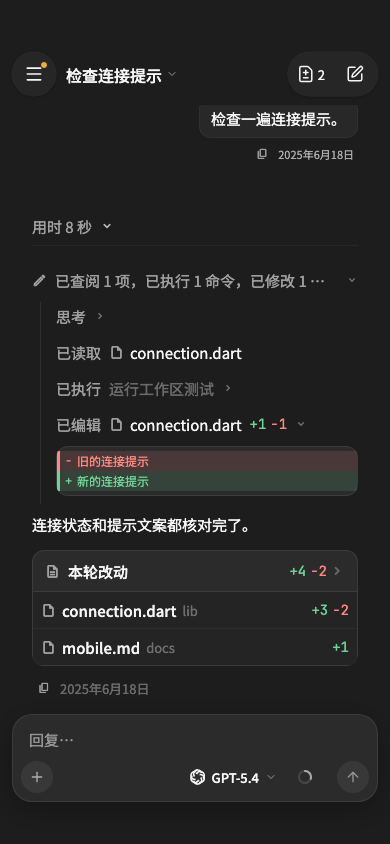 检查连接提示
2
检查一遍连接提示。
2025年6月18日
用时 8 秒
已查阅 1 项，已执行 1 命令，已修改 1 ···
思考
已读取 connection.dart
已执行 运行工作区测试
已编辑 connection.dart +1 -1
- 旧的连接提示
+ 新的连接提示
连接状态和提示文案都核对完了。
本轮改动 +4 -2
connection.dart lib +3 -2
mobile.md docs +1
2025年6月18日
回复···
GPT-5.4